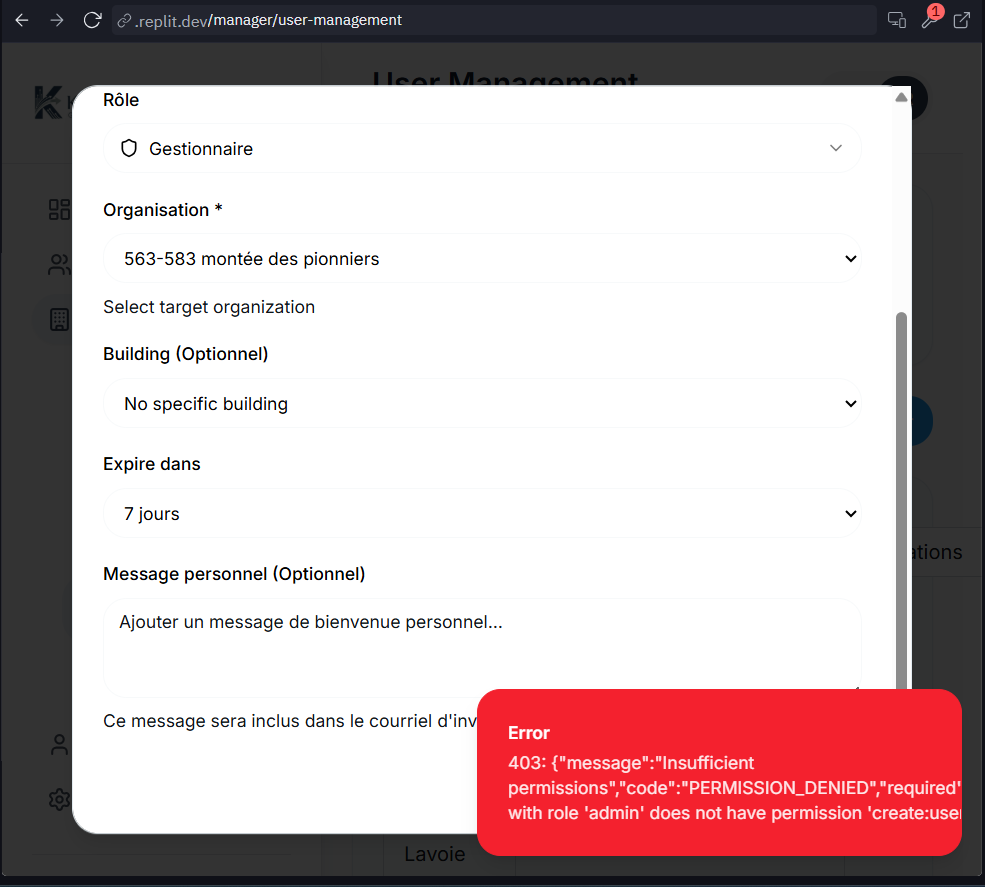 .replit.dev/manager/user-management
1
User Management
Rôle
Gestionnaire
Organisation *
563-583 montée des pionniers
Select target organization
Building (Optionnel)
No specific building
Expire dans
7 jours
Message personnel (Optionnel)
Ajouter un message de bienvenue personnel...
Ce message sera inclus dans le courriel d'inv
ations
Error
403: {"message":"Insufficient
permissions","code":"PERMISSION_DENIED","required"
with role 'admin' does not have permission 'create:user
Lavoie